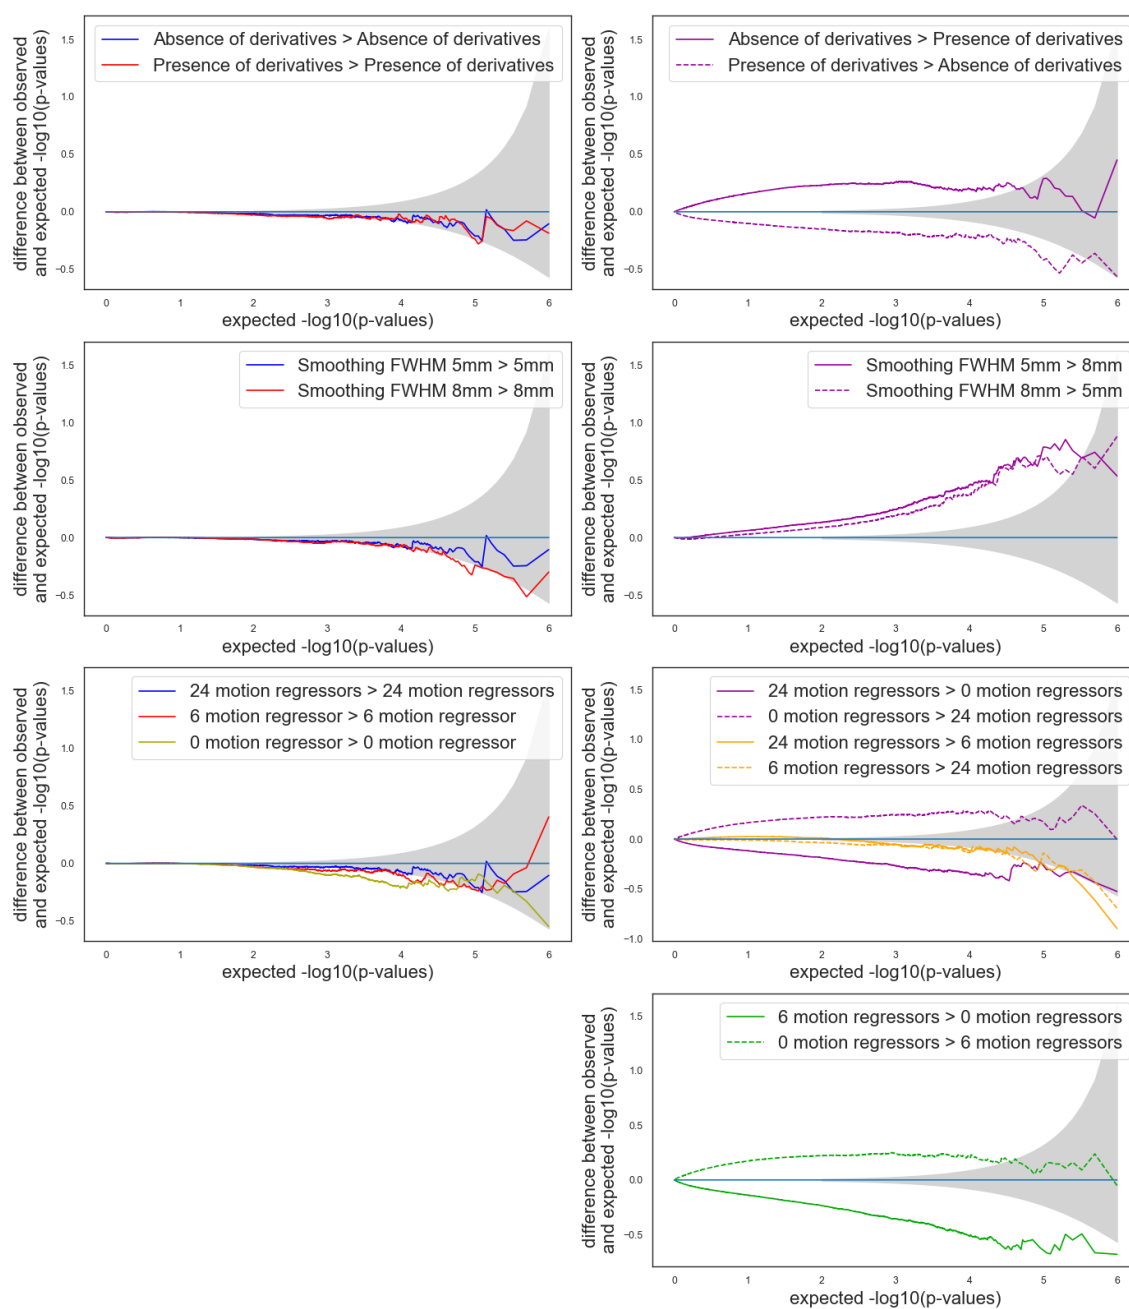 Absence of derivatives > Absence of derivatives
Presence of derivatives > Presence of derivatives
difference between observed
and expected -log10(p-values)
1.5
1.0
0.5
0.0
−0.5
0 1 2 3 4 5 6
expected -log10(p-values)
Absence of derivatives > Presence of derivatives
Presence of derivatives > Absence of derivatives
difference between observed
and expected -log10(p-values)
1.5
1.0
0.5
0.0
−0.5
0 1 2 3 4 5 6
expected -log10(p-values)
Smoothing FWHM 5mm > 5mm
Smoothing FWHM 8mm > 8mm
difference between observed
and expected -log10(p-values)
1.5
1.0
0.5
0.0
−0.5
0 1 2 3 4 5 6
expected -log10(p-values)
Smoothing FWHM 5mm > 8mm
Smoothing FWHM 8mm > 5mm
difference between observed
and expected -log10(p-values)
1.5
1.0
0.5
0.0
−0.5
0 1 2 3 4 5 6
expected -log10(p-values)
24 motion regressors > 24 motion regressors
6 motion regressor > 6 motion regressor
0 motion regressor > 0 motion regressor
difference between observed
and expected -log10(p-values)
1.5
1.0
0.5
0.0
−0.5
0 1 2 3 4 5 6
expected -log10(p-values)
24 motion regressors > 0 motion regressors
0 motion regressors > 24 motion regressors
24 motion regressors > 6 motion regressors
6 motion regressors > 24 motion regressors
difference between observed
and expected -log10(p-values)
1.5
1.0
0.5
0.0
−0.5
−1.0
0 1 2 3 4 5 6
expected -log10(p-values)
6 motion regressors > 0 motion regressors
0 motion regressors > 6 motion regressors
difference between observed
and expected -log10(p-values)
1.5
1.0
0.5
0.0
−0.5
0 1 2 3 4 5 6
expected -log10(p-values)